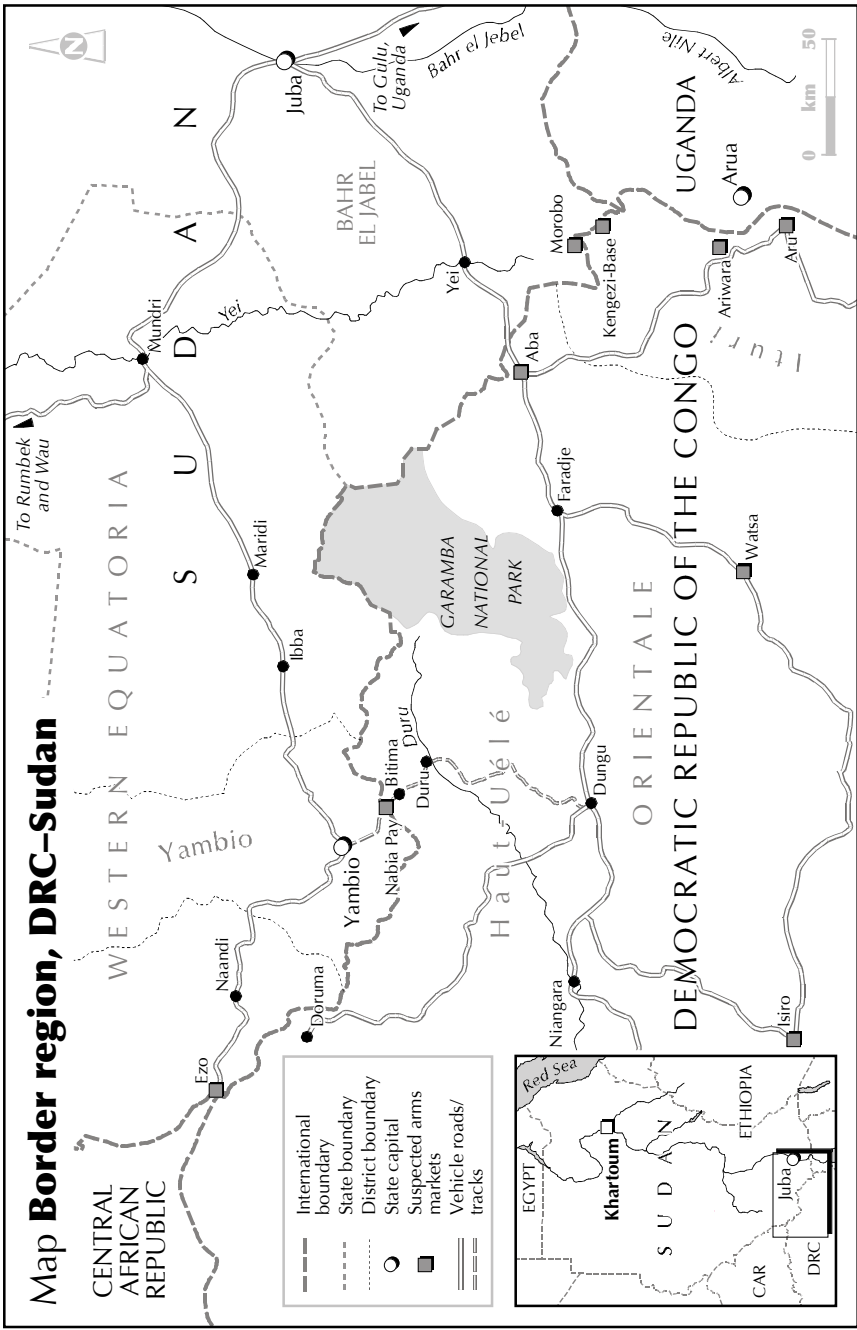 Map Border region, DRC–Sudan
CENTRAL
AFRICAN
REPUBLIC
WESTERN EQUATORIA
SUDAN
To Rumbek
and Wau
Ezo
Naandi
Yambio
Yambio
Ibba
Maridi
Mundri
Yei
Juba
BAHR
EL JABEL
To Gulu,
Uganda
Bahr el Jebel
Albert Nile
N
Doruma
Nabia Pay
Bitima
Duru
Duru
GARAMBA
NATIONAL
PARK
Yei
Aba
Morobo
Kengezi-Base
UGANDA
Arua
Ariwara
Aru
Ituri
Faradje
Haut-Uélé
Dungu
Niangara
ORIENTALE
DEMOCRATIC REPUBLIC OF THE CONGO
Watsa
Isiro
0 km 50
International
boundary
State boundary
District boundary
State capital
Suspected arms
markets
Vehicle roads/
tracks
EGYPT
Red Sea
Khartoum
SUDAN
ETHIOPIA
Juba
CAR
DRC